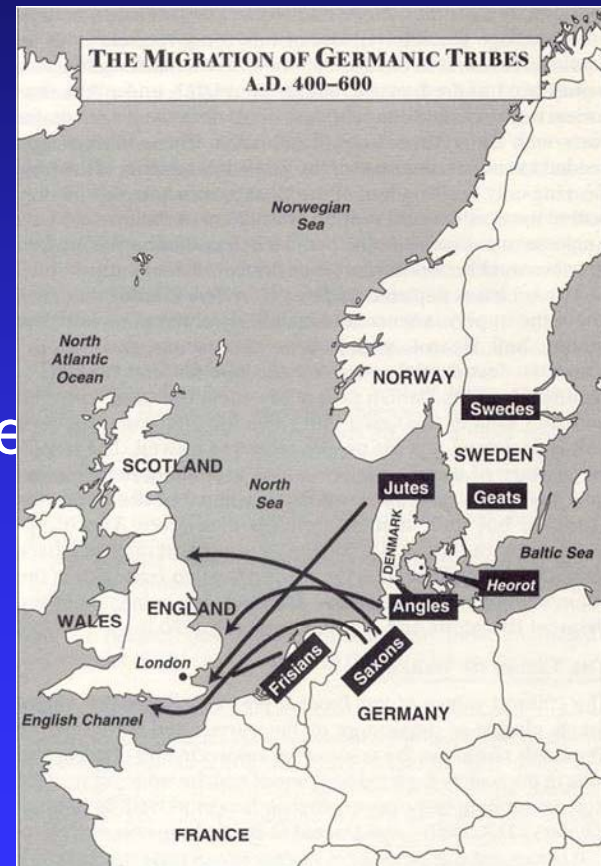 THE MIGRATION OF GERMANIC TRIBES
A.D. 400–600
Norwegian
Sea
North
Atlantic
Ocean
NORWAY
Swedes
SCOTLAND
SWEDEN
North
Sea
Jutes
Geats
DENMARK
Baltic Sea
Heorot
Angles
WALES
ENGLAND
London
Frisians
Saxons
English Channel
GERMANY
FRANCE
e